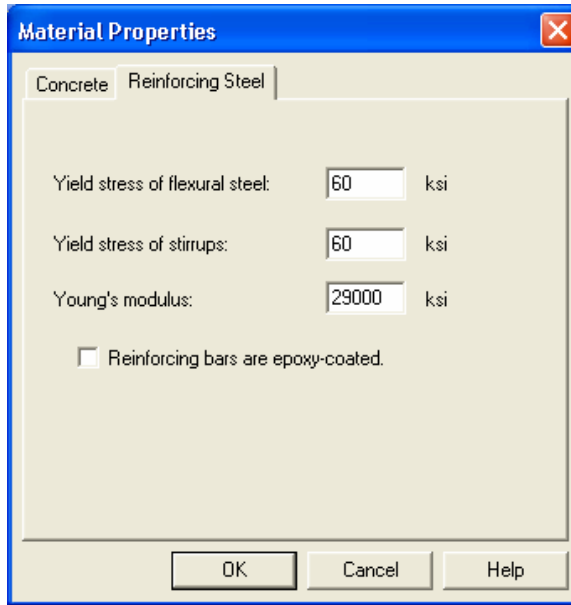 Material Properties
Concrete Reinforcing Steel
Yield stress of flexural steel: 60 ksi
Yield stress of stirrups: 60 ksi
Young's modulus: 29000 ksi
Reinforcing bars are epoxy-coated.
OK Cancel Help